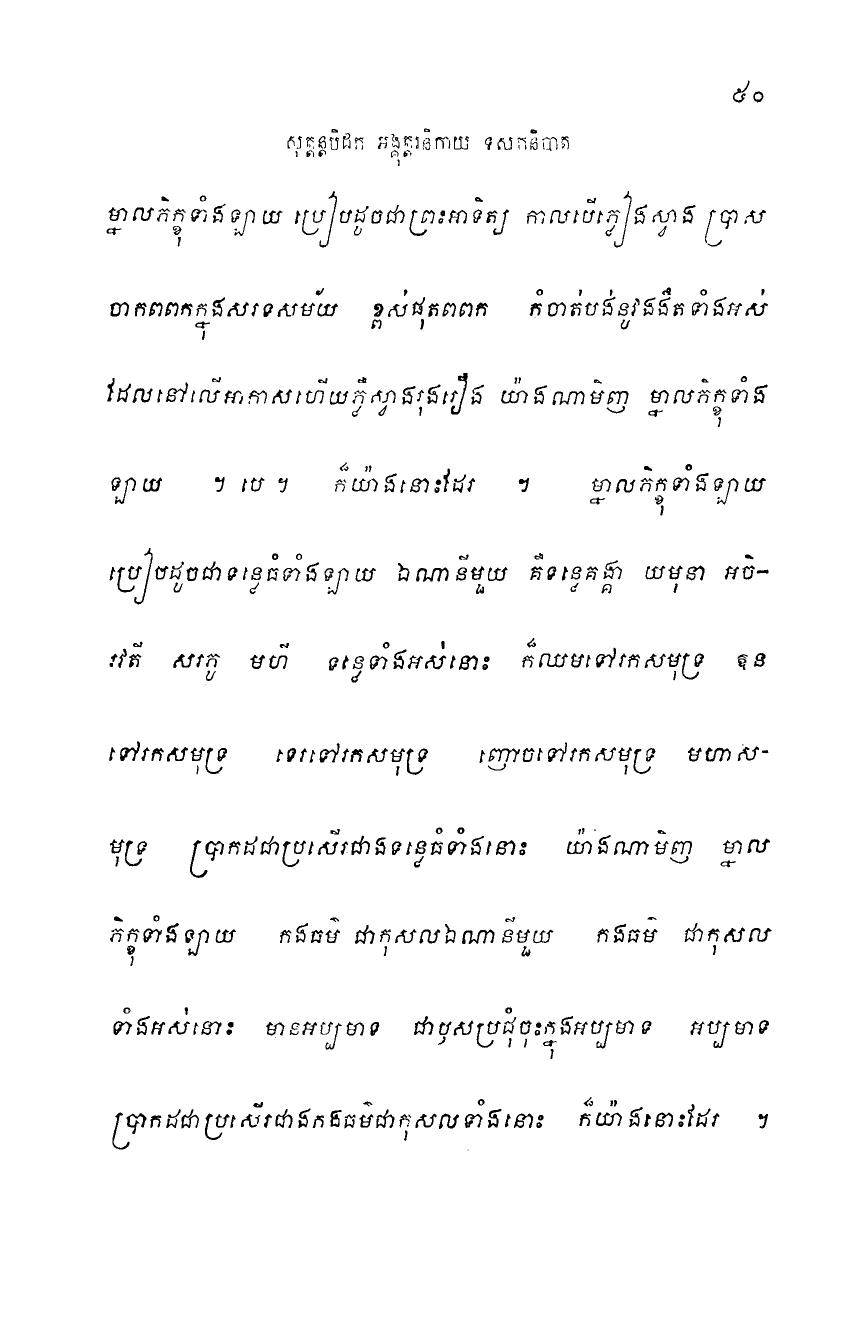 ៥០
សុត្តន្តបិដក អង្គុត្តរនិកាយ ទសកនិបាត
ម្នាលភិក្ខុទាំងឡាយ ប្រៀបដូចជាព្រះអាទិត្យ កាលបើភ្លៀងស្វាង ប្រាស
ចាកពពកក្នុងសរទសម័យ ខ្ពស់ផុតពពក កំចាត់បង់នូវងងឹតទាំងអស់
ដែលនៅលើអាកាសហើយភ្លឺស្វាងរុងរឿង យ៉ាងណាមិញ ម្នាលភិក្ខុទាំង
ឡាយ ។ បេ ។ ក៏យ៉ាងនោះដែរ ។ ម្នាលភិក្ខុទាំងឡាយ
ប្រៀបដូចជាទន្លេធំទាំងឡាយ ឯណានីមួយ គឺទន្លេគង្គា យមុនា អចិ-
រវតី សរភូ មហី ទន្លេទាំងអស់នោះ ក៏ឈមទៅរកសមុទ្រ ឱន
ទៅរកសមុទ្រ ទេរទៅរកសមុទ្រ ញោចទៅរកសមុទ្រ មហាស-
មុទ្រ ប្រាកដជាប្រសើរជាងទន្លេធំទាំងនោះ យ៉ាងណាមិញ ម្នាល
ភិក្ខុទាំងឡាយ កងធម៌ ជាកុសលឯណានីមួយ កងធម៌ ជាកុសល
ទាំងអស់នោះ មានអប្បមាទ ជាឫសប្រជុំចុះក្នុងអប្បមាទ អប្បមាទ
ប្រាកដជាប្រសើរជាងកងធម៌ជាកុសលទាំងនោះ ក៏យ៉ាងនោះដែរ ។